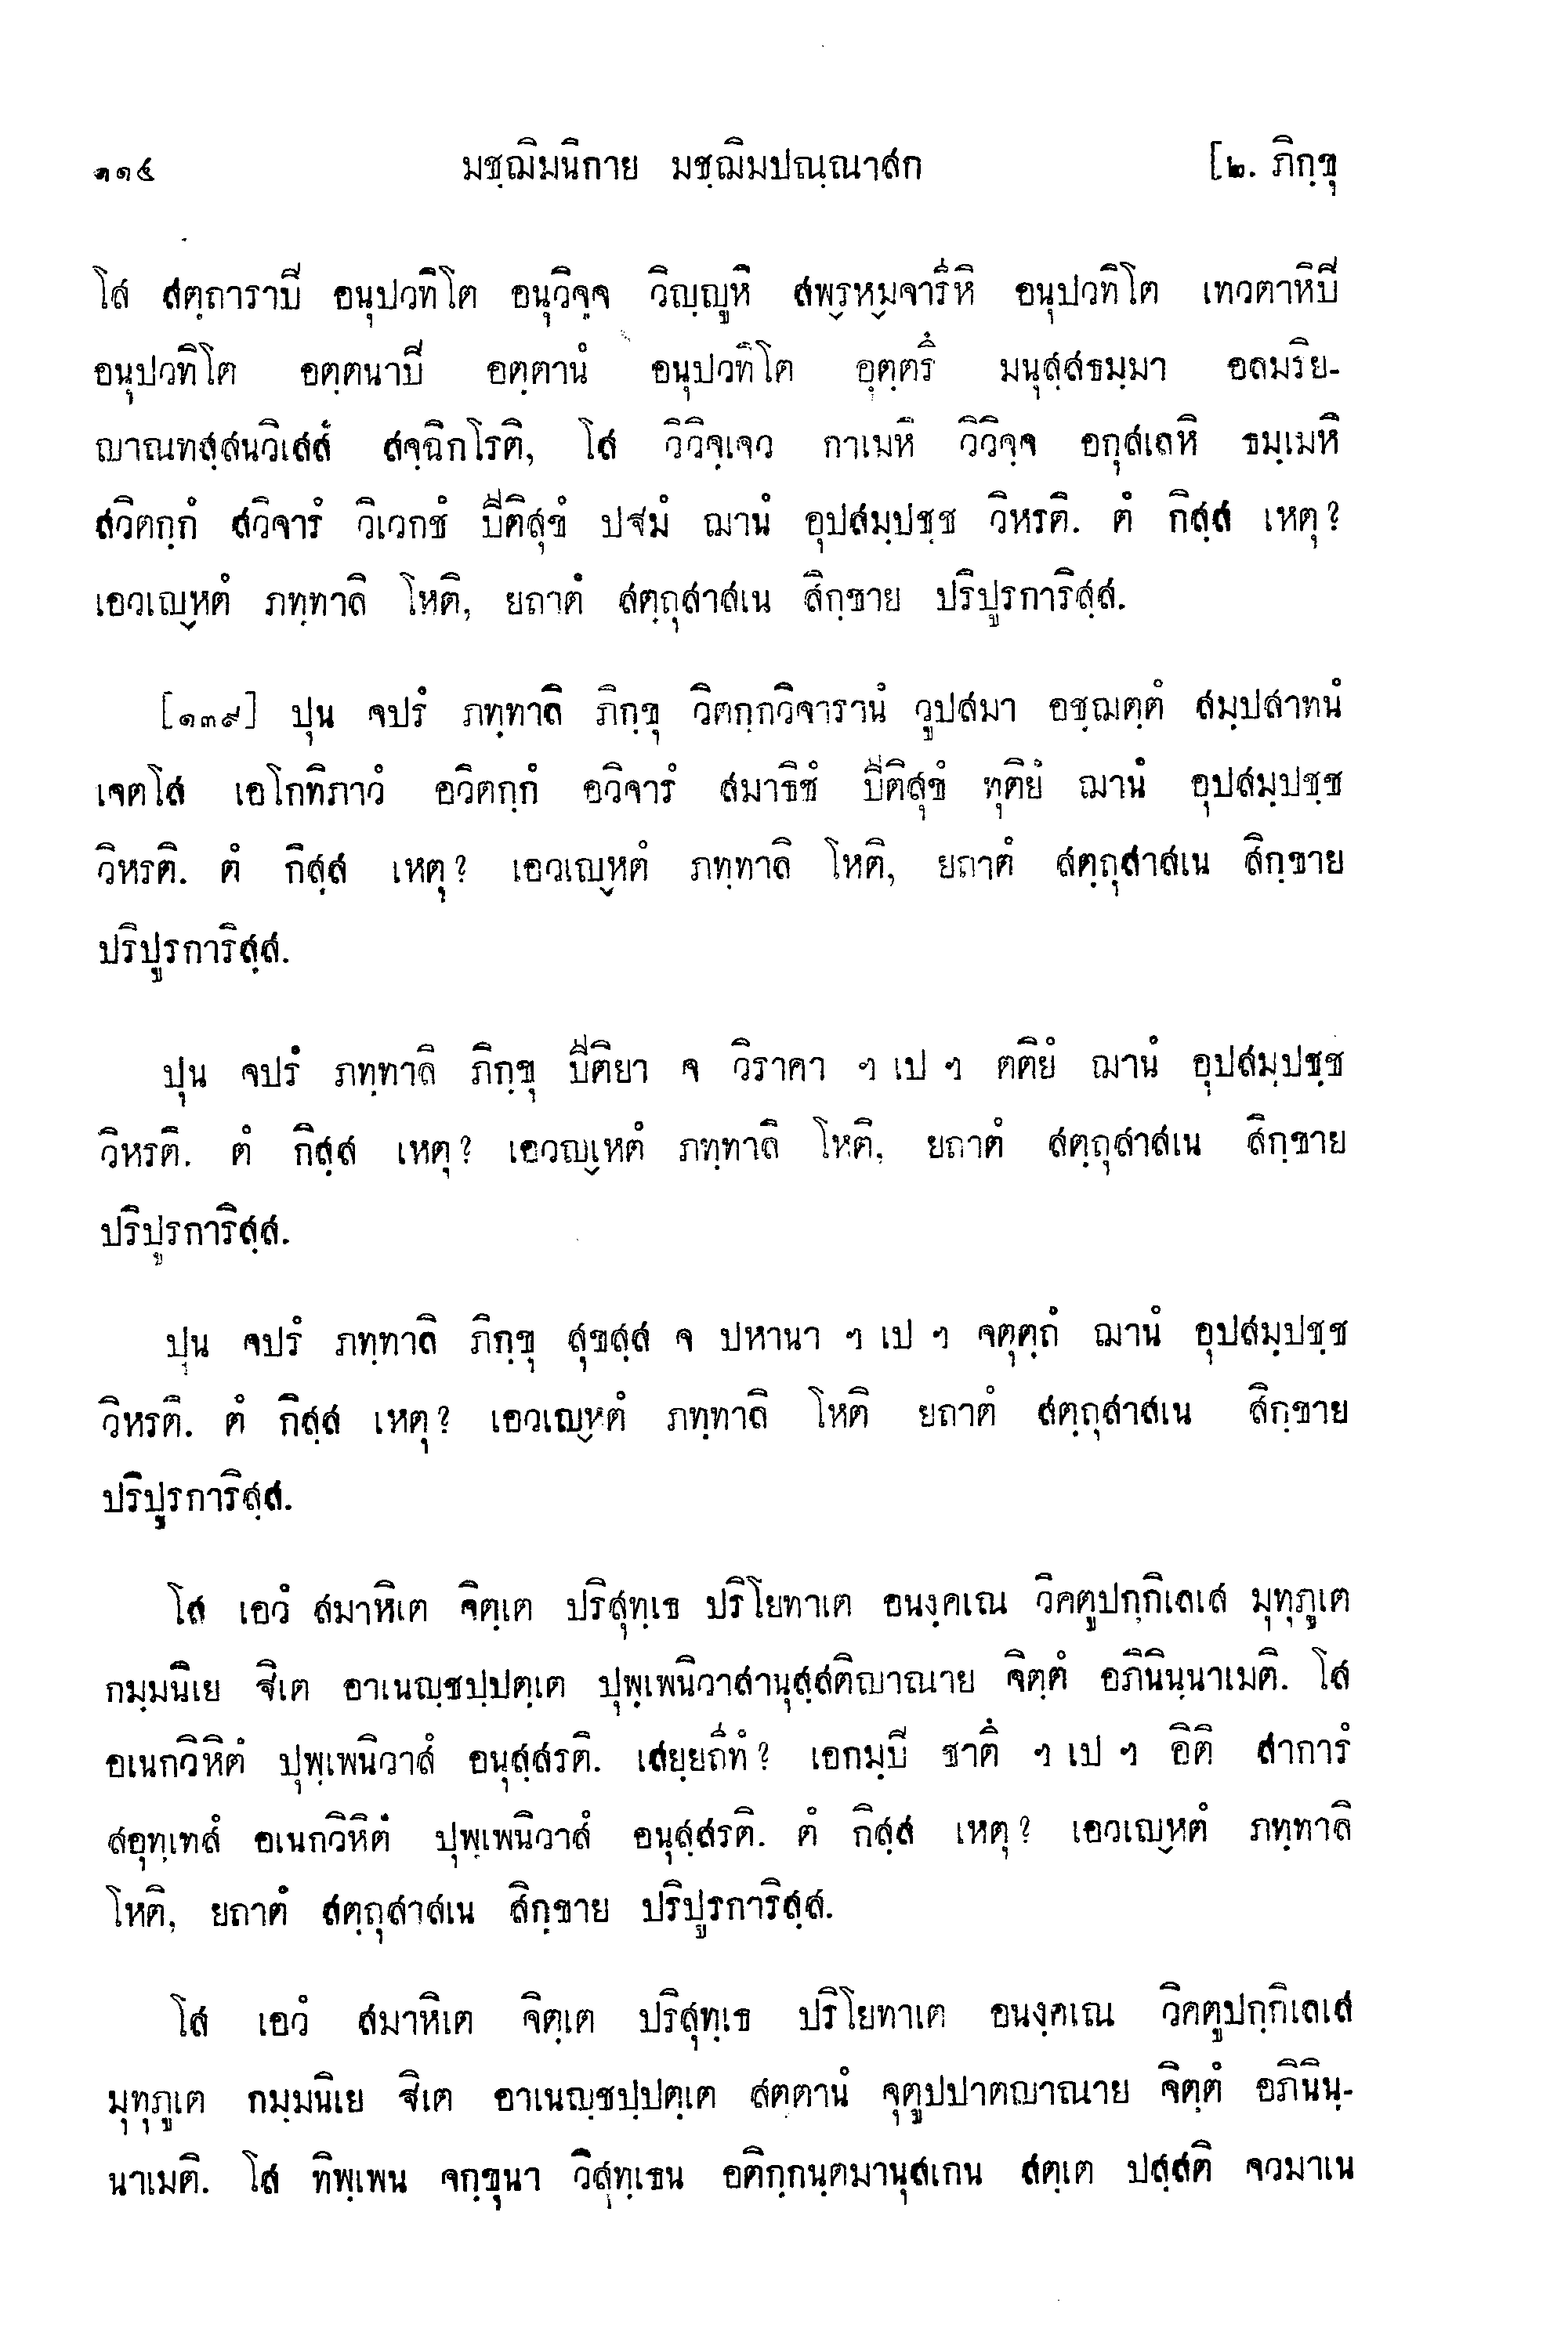 ๑๑๔ มชฺฌิมนิกาย มชฺฌิมปณฺณาสก [๒. ภิกฺขุ
โส สตฺถาราปี อนุปวทิโต อนุวิจฺจ วิญฺญูหิ สพฺรหฺมจารีหิ อนุปวทิโต เทวตาหิปี
อนุปวทิโต อตฺตนาปี อตฺตานํ อนุปวทิโต อุตฺตรึ มนุสฺสธมฺมา อลมริย-
ญาณทสฺสนวิเสสํ สจฺฉิกโรติ, โส วิวิจฺเจว กาเมหิ วิวิจฺจ อกุสเลหิ ธมฺเมหิ
สวิตกฺกํ สวิจารํ วิเวกชํ ปีติสุขํ ปฐมํ ฌานํ อุปสมฺปชฺช วิหรติ. ตํ กิสฺส เหตุ?
เอวเญฺหตํ ภทฺทาลิ โหติ, ยถาตํ สตฺถุสาสเน สิกฺขาย ปริปูรการิสฺส.
[๑๓๙] ปุน จปรํ ภทฺทาลิ ภิกฺขุ วิตกฺกวิจารานํ วูปสมา อชฺฌตฺตํ สมฺปสาทนํ
เจตโส เอโกทิภาวํ อวิตกฺกํ อวิจารํ สมาธิชํ ปีติสุขํ ทุติยํ ฌานํ อุปสมฺปชฺช
วิหรติ. ตํ กิสฺส เหตุ? เอวเญฺหตํ ภทฺทาลิ โหติ, ยถาตํ สตฺถุสาสเน สิกฺขาย
ปริปูรการิสฺส.
ปุน จปรํ ภทฺทาลิ ภิกฺขุ ปีติยา จ วิราคา ฯ เป ฯ ตติยํ ฌานํ อุปสมฺปชฺช
วิหรติ. ตํ กิสฺส เหตุ? เอวญฺเหตํ ภทฺทาลิ โหติ, ยถาตํ สตฺถุสาสเน สิกฺขาย
ปริปูรการิสฺส.
ปุน จปรํ ภทฺทาลิ ภิกฺขุ สุขสฺส จ ปหานา ฯ เป ฯ จตุตฺถํ ฌานํ อุปสมฺปชฺช
วิหรติ. ตํ กิสฺส เหตุ? เอวเญฺหตํ ภทฺทาลิ โหติ ยถาตํ สตฺถุสาสเน สิกฺขาย
ปริปูรการิสฺส.
โส เอวํ สมาหิเต จิตฺเต ปริสุทฺเธ ปริโยทาเต อนงฺคเณ วิคตูปกฺกิเลเส มุทุภูเต
กมฺมนิเย ฐิเต อาเนญฺชปฺปตฺเต ปุพฺเพนิวาสานุสฺสติญาณาย จิตฺตํ อภินินฺนาเมติ. โส
อเนกวิหิตํ ปุพฺเพนิวาสํ อนุสฺสรติ. เสยฺยถีทํ? เอกมฺปี ชาตึ ฯ เป ฯ อิติ สาการํ
สอุทฺเทสํ อเนกวิหิตํ ปุพฺเพนิวาสํ อนุสฺสรติ. ตํ กิสฺส เหตุ? เอวเญฺหตํ ภทฺทาลิ
โหติ, ยถาตํ สตฺถุสาสเน สิกฺขาย ปริปูรการิสฺส.
โส เอวํ สมาหิเต จิตฺเต ปริสุทฺเธ ปริโยทาเต อนงฺคเณ วิคตูปกฺกิเลเส
มุทุภูเต กมฺมนิเย ฐิเต อาเนญฺชปฺปตฺเต สตฺตานํ จุตูปปาตญาณาย จิตฺตํ อภินินฺ-
นาเมติ. โส ทิพฺเพน จกฺขุนา วิสุทฺเธน อติกฺกนฺตมานุสเกน สตฺเต ปสฺสติ จวมาเน